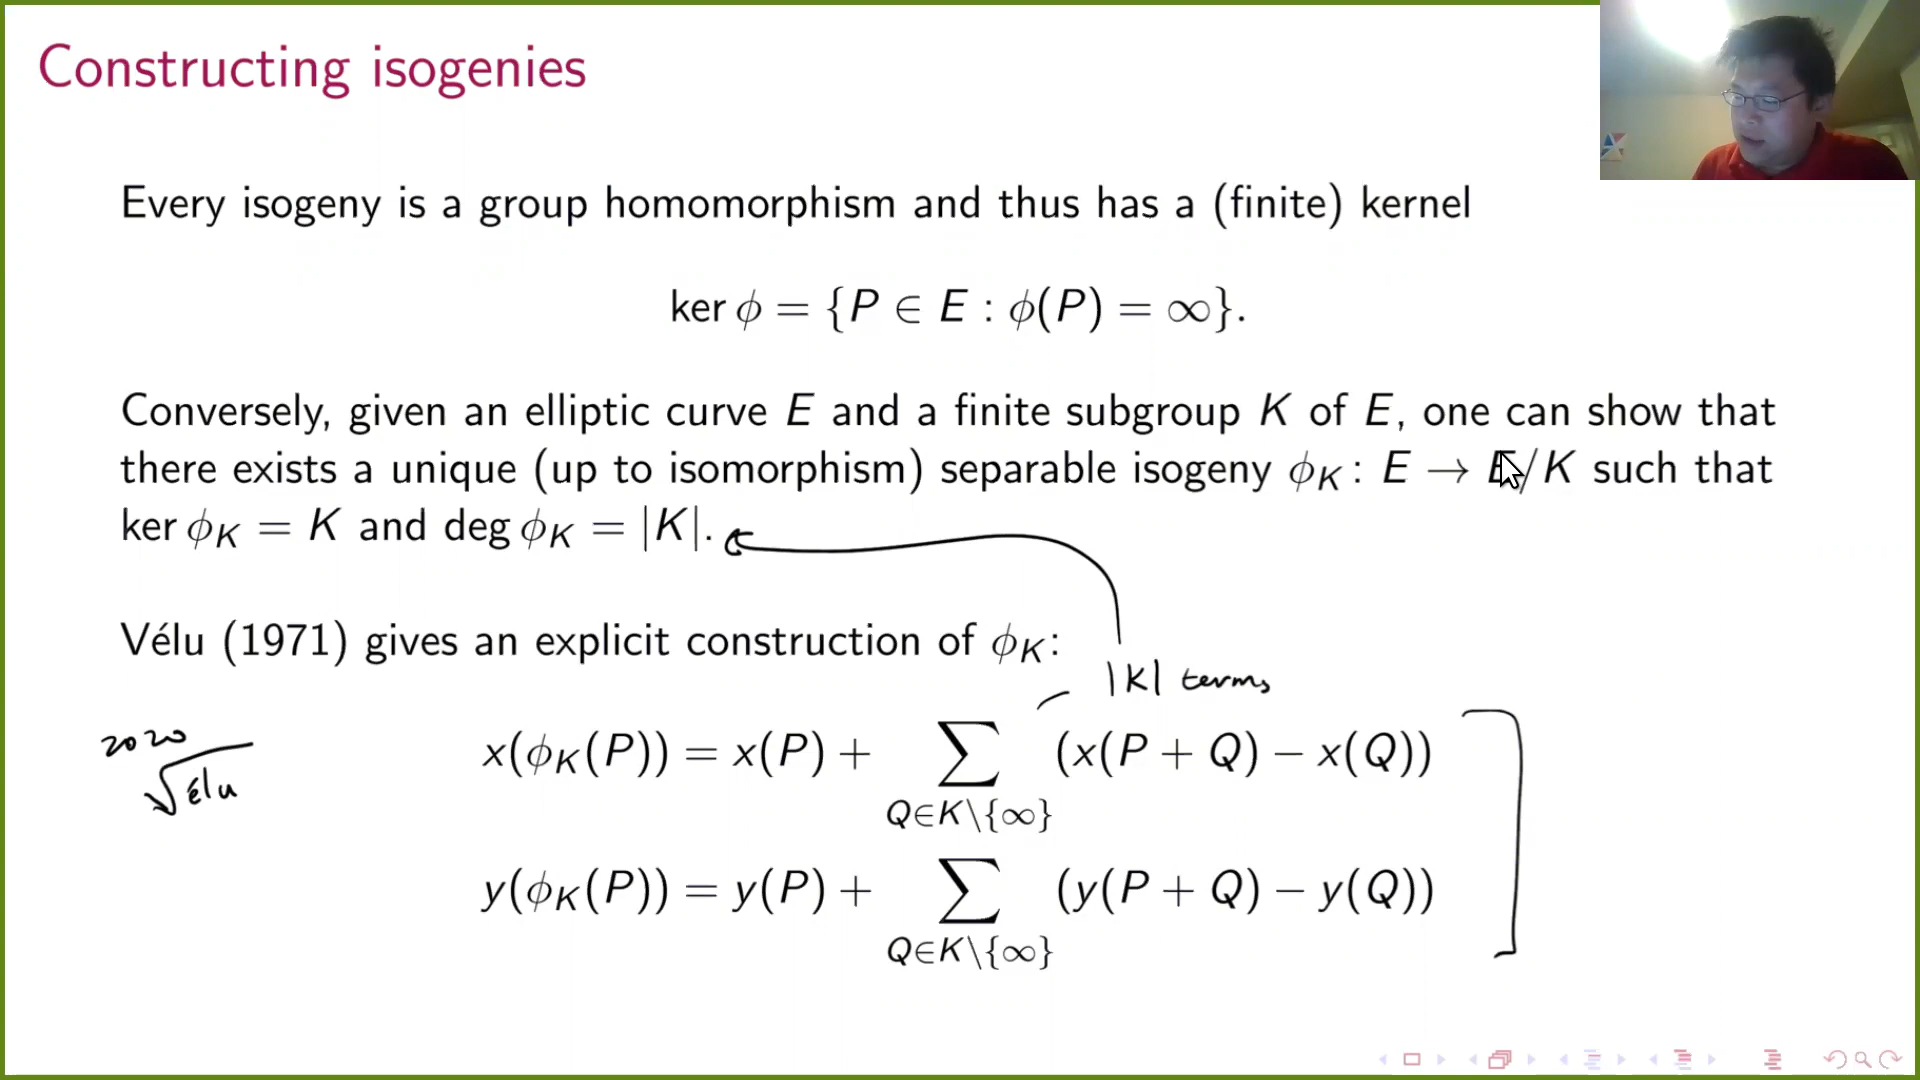 Constructing isogenies
Every isogeny is a group homomorphism and thus has a (finite) kernel
ker ϕ = {P ∈ E : ϕ(P) = ∞}.
Conversely, given an elliptic curve E and a finite subgroup K of E, one can show that
there exists a unique (up to isomorphism) separable isogeny ϕ_K : E → E/K such that
ker ϕ_K = K and deg ϕ_K = |K|.
Vélu (1971) gives an explicit construction of ϕ_K:
|K| terms
2020
√élu
x(ϕ_K(P)) = x(P) + ∑_{Q∈K\{∞}} (x(P + Q) − x(Q))
y(ϕ_K(P)) = y(P) + ∑_{Q∈K\{∞}} (y(P + Q) − y(Q))